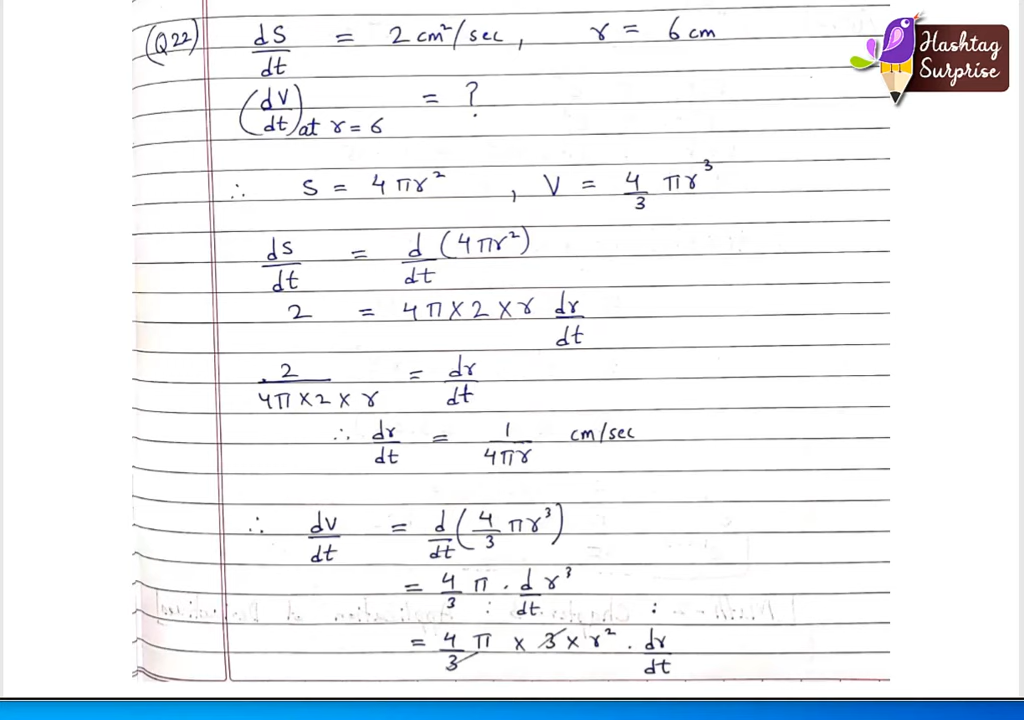 (Q22) dS/dt = 2 cm²/sec, r = 6 cm
(dV/dt) at r = 6 = ?
∴ S = 4πr² , V = 4/3 πr³
dS/dt = d/dt (4πr²)
2 = 4π × 2 × r dr/dt
2/(4π × 2 × r) = dr/dt
∴ dr/dt = 1/(4πr) cm/sec
∴ dV/dt = d/dt (4/3 πr³)
= 4/3 π . d/dt r³
= 4/3 π × 3 × r² . dr/dt
Hashtag
Surprise